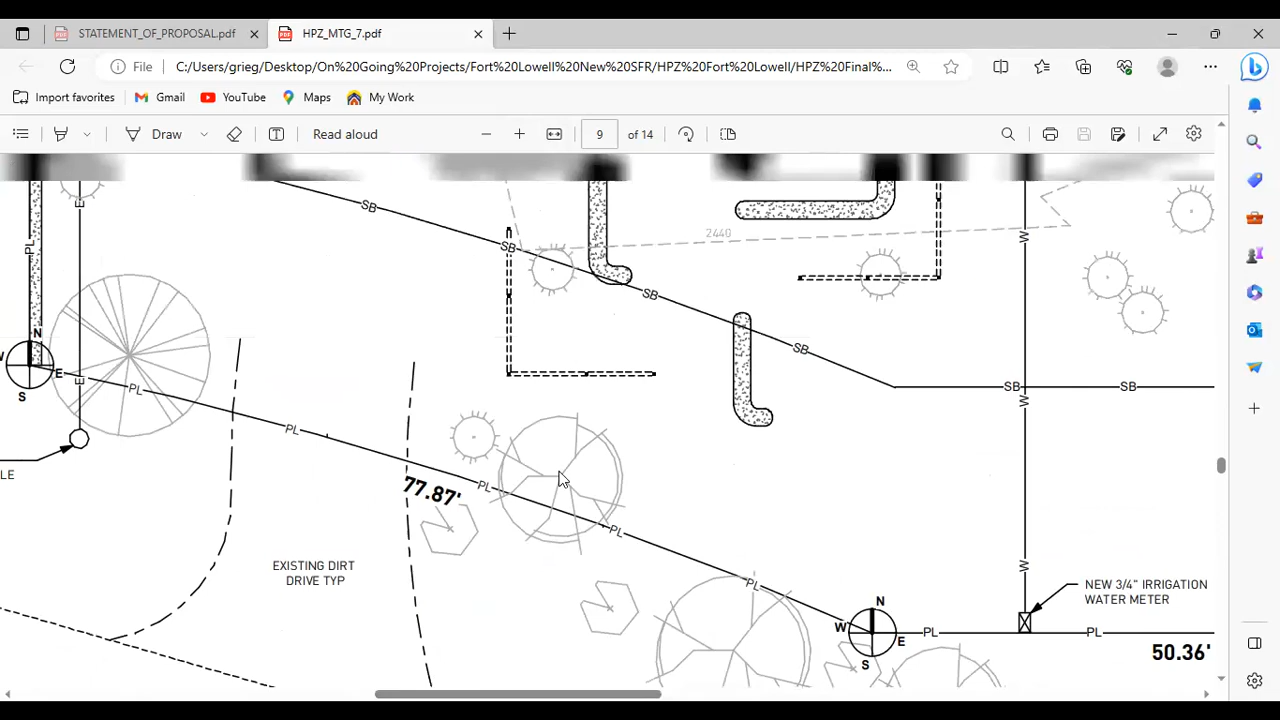 STATEMENT_OF_PROPOSAL.pdf
HPZ_MTG_7.pdf
File C:/Users/grieg/Desktop/On%20Going%20Projects/Fort%20Lowell%20New%20SFR/HPZ%20Fort%20Lowell/HPZ%20Final%...
Import favorites Gmail YouTube Maps My Work
Draw Read aloud 9 of 14
SB
E
PL
2440
W
SB
SB
SB
N
W
E
S
E
PL
SB
SB
W
PL
LE
77.87'
PL
PL
EXISTING DIRT
DRIVE TYP
W
PL
NEW 3/4" IRRIGATION
WATER METER
N
W
E
S
PL
PL
50.36'